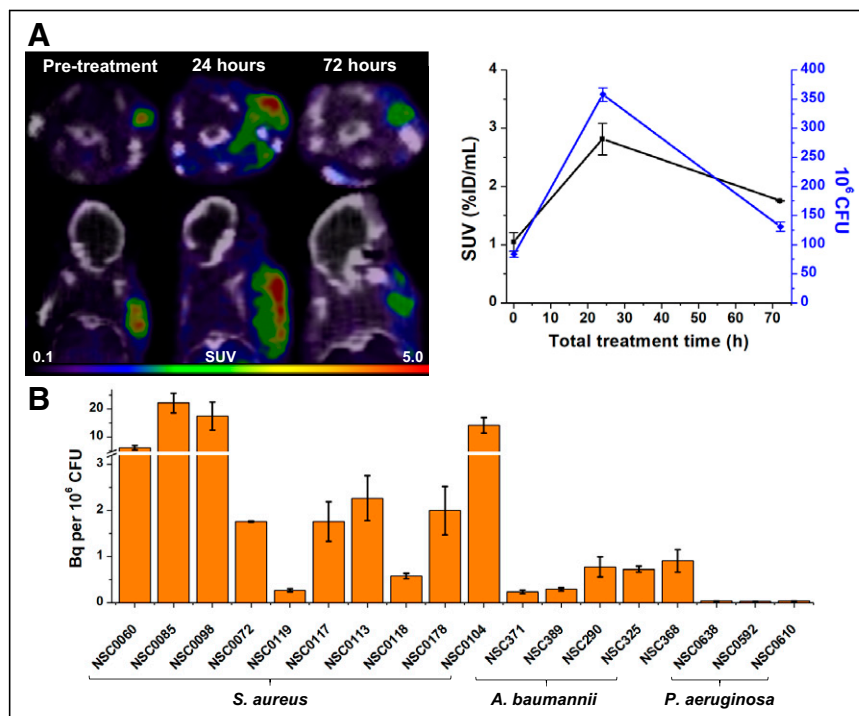 A
Pre-treatment 24 hours 72 hours
0.1 SUV 5.0
SUV (%ID/mL)
4
3
2
1
0
0 10 20 30 40 50 60 70
Total treatment time (h)
400
350
300
250
200
150
100
50
0
10⁶ CFU
B
Bq per 10⁶ CFU
20
10
3
2
1
0
NSC0060
NSC0085
NSC0098
NSC0072
NSC0119
NSC0117
NSC0113
NSC0118
NSC0178
NSC0104
NSC371
NSC389
NSC290
NSC325
NSC368
NSC0638
NSC0592
NSC0610
S. aureus A. baumannii P. aeruginosa